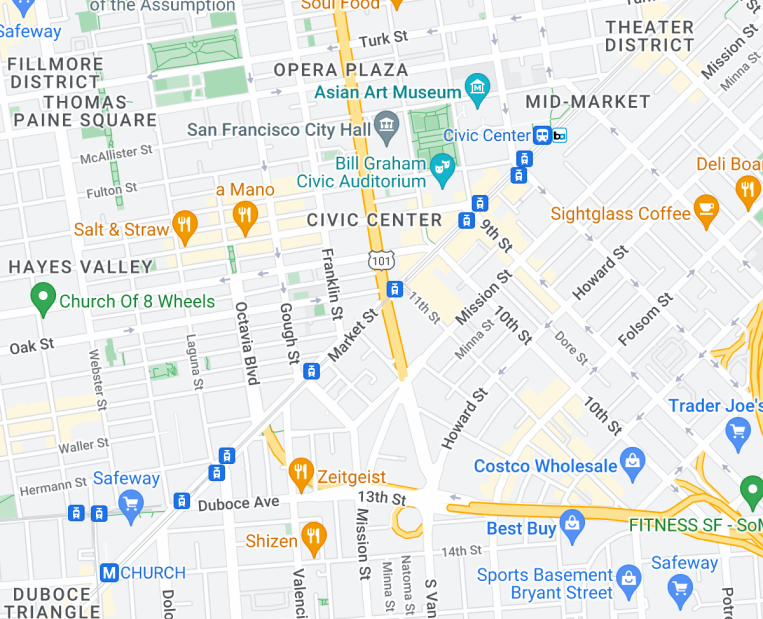 of the Assumption
Soul Food
Safeway
THEATER
DISTRICT
Turk St
Turk
Mission St
Minna St
FILLMORE
DISTRICT
OPERA PLAZA
THOMAS
PAINE SQUARE
Asian Art Museum
MID-MARKET
San Francisco City Hall
Civic Center
ba
McAllister St
Bill Graham
Civic Auditorium
Deli Boa
Fulton St
a Mano
Salt & Straw
CIVIC CENTER
Sightglass Coffee
9th St
HAYES VALLEY
101
Franklin St
Howard St
Church Of 8 Wheels
11th St
Mission St
Folsom St
Octavia Blvd
Gough St
Market St
10th St
Minna St
Dore St
Oak St
Laguna St
Webster St
Howard St
10th St
Trader Joe's
Waller St
Costco Wholesale
Hermann St
Safeway
Zeitgeist
Duboce Ave
13th St
Best Buy
FITNESS SF - SoM
Shizen
Mission St
14th St
Safeway
M CHURCH
Minna St
Natoma St
S Van
Sports Basement
Bryant Street
DUBOCE
TRIANGLE
Dolo
Valenci
Potre